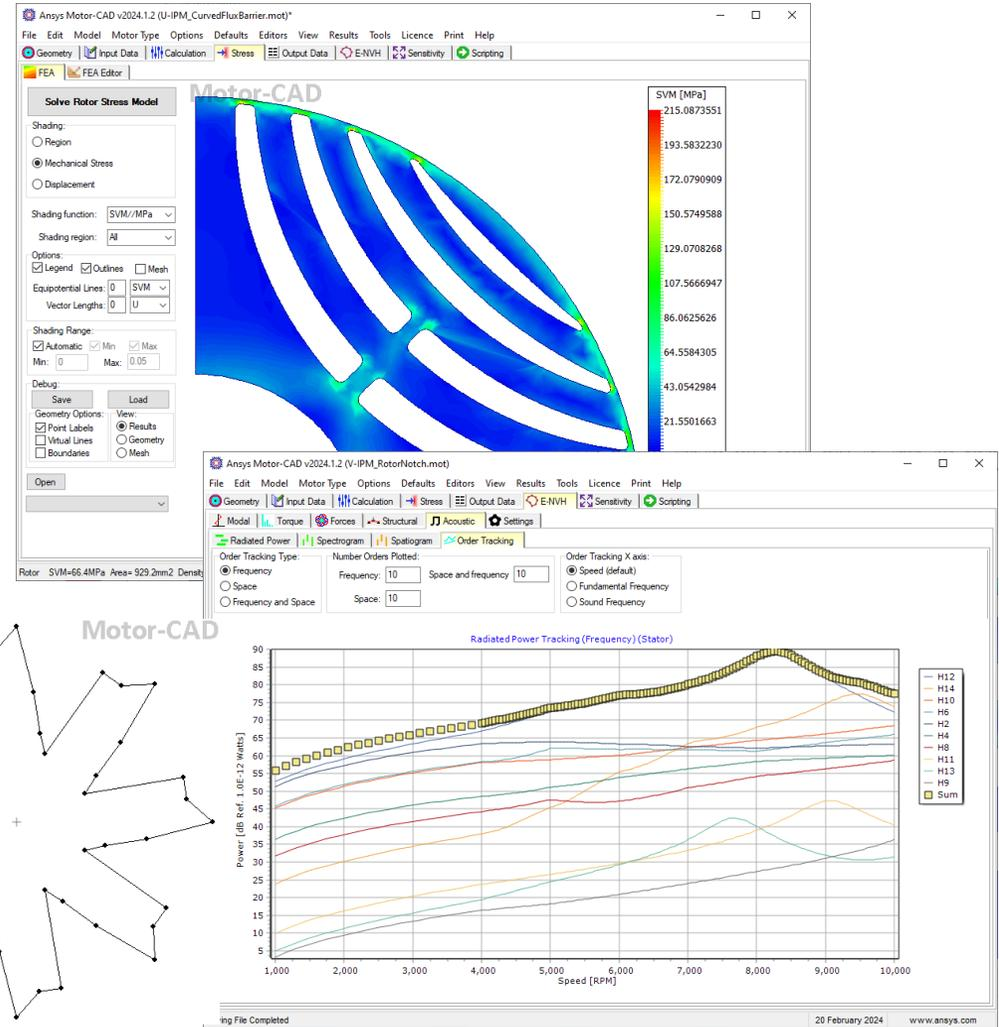 Ansys Motor-CAD v2024.1.2 (U-IPM_CurvedFluxBarrier.mot)*
File Edit Model Motor Type Options Defaults Editors View Results Tools Licence Print Help
Geometry Input Data Calculation Stress Output Data E-NVH Sensitivity Scripting
FEA FEA Editor
Motor-CAD
Solve Rotor Stress Model
Shading:
Region
Mechanical Stress
Displacement
Shading function: SVM//MPa
Shading region: All
Options:
Legend Outlines Mesh
Equipotential Lines: 0 SVM
Vector Lengths: 0 U
Shading Range:
Automatic Min Max
Min: 0 Max: 0.05
Debug:
Save Load
Geometry Options: View:
Point Labels Results
Virtual Lines Geometry
Boundaries Mesh
Open
SVM [MPa]
215.0873551
193.5832230
172.0790909
150.5749588
129.0708268
107.5666947
86.0625626
64.5584305
43.0542984
21.5501663
Rotor SVM=66.4MPa Area= 929.2mm2
Ansys Motor-CAD v2024.1.2 (V-IPM_RotorNotch.mot)
File Edit Model Motor Type Options Defaults Editors View Results Tools Licence Print Help
Geometry Input Data Calculation Stress Output Data E-NVH Sensitivity Scripting
Modal Torque Forces Structural Acoustic Settings
Radiated Power Spectrogram Spatiogram Order Tracking
Order Tracking Type:
Frequency
Space
Frequency and Space
Number Orders Plotted:
Frequency: 10 Space and frequency 10
Space: 10
Order Tracking X axis:
Speed (default)
Fundamental Frequency
Sound Frequency
Motor-CAD
Radiated Power Tracking (Frequency) (Stator)
Power [dB Ref. 1.0E-12 Watts]
90
85
80
75
70
65
60
55
50
45
40
35
30
25
20
15
10
5
1,000 2,000 3,000 4,000 5,000 6,000 7,000 8,000 9,000 10,000
Speed [RPM]
H12
H14
H10
H6
H2
H4
H8
H11
H13
H9
Sum
File Completed
20 February 2024 www.ansys.com